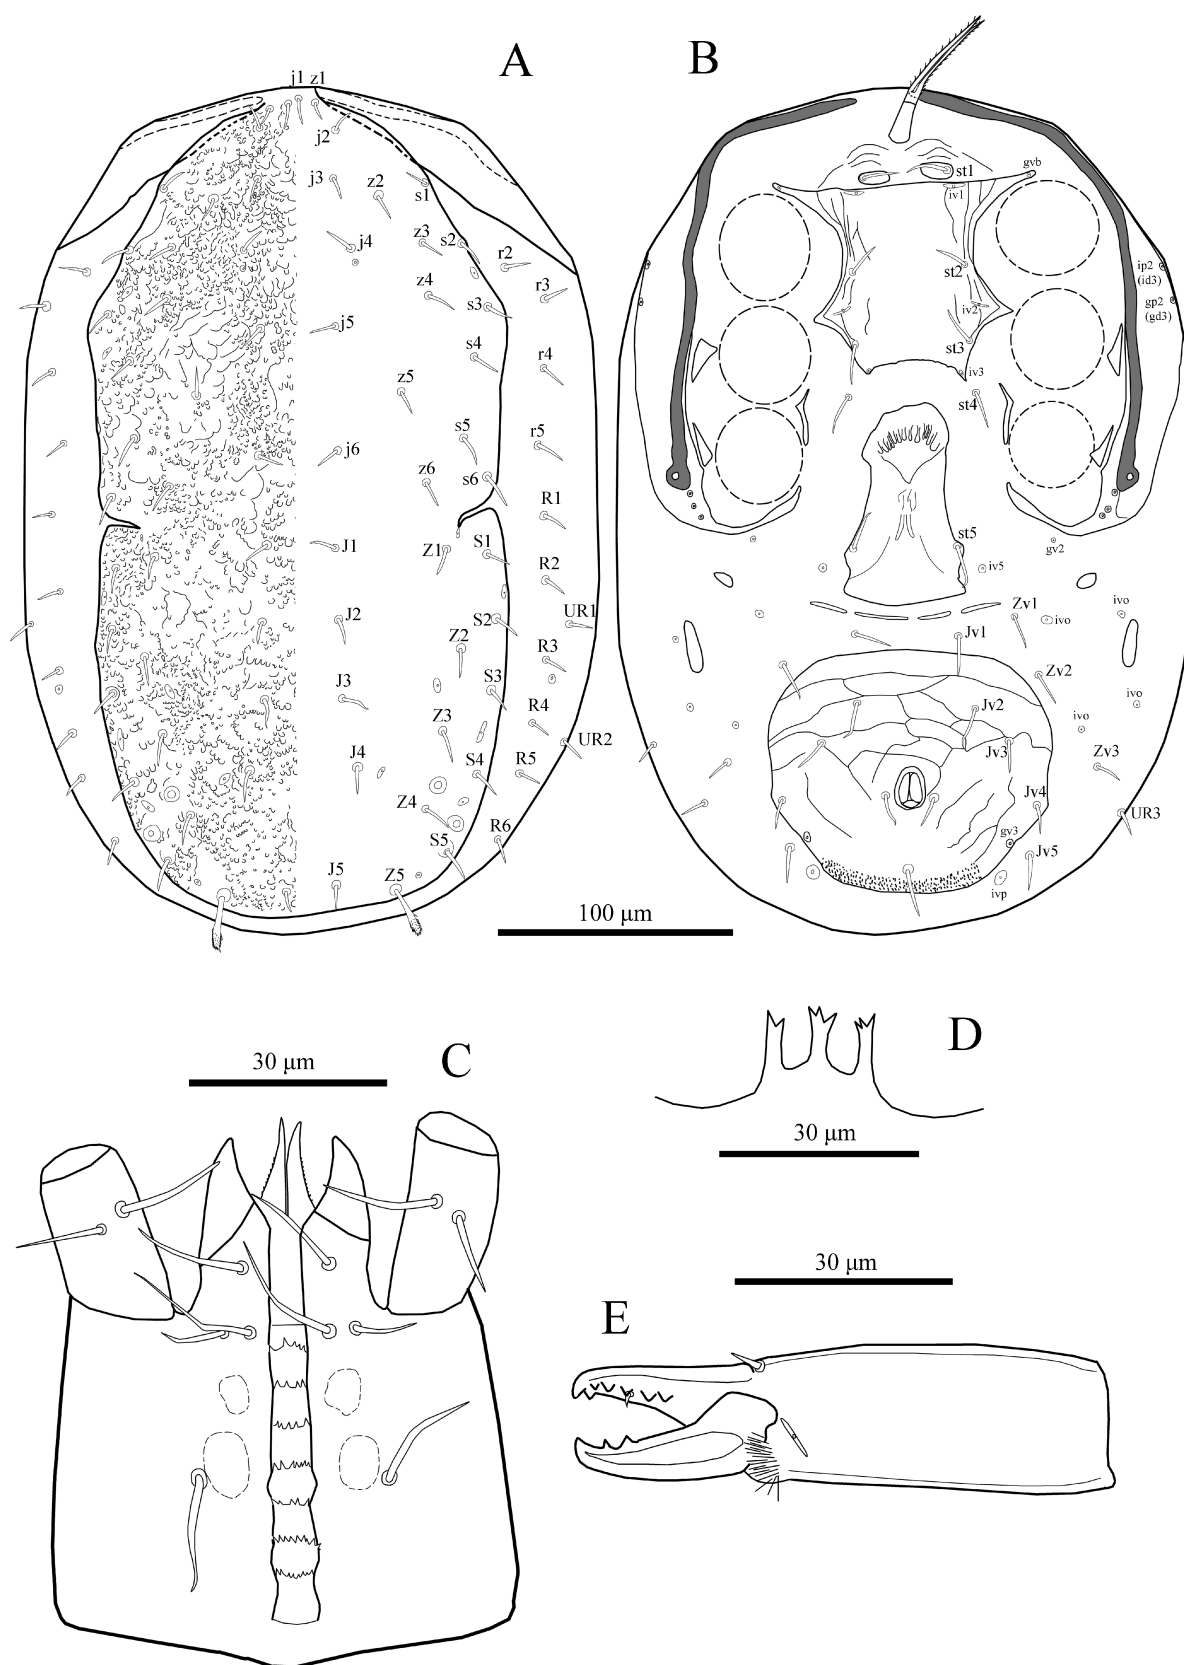 A
B
j1 z1
j2
j3
z2
s1
j4
z3
s2
r2
z4
s3
r3
j5
s4
r4
z5
j6
s5
r5
z6
s6
R1
J1
Z1
S1
R2
J2
S2
UR1
Z2
R3
J3
S3
Z3
R4
UR2
J4
S4
R5
Z4
S5
R6
J5
Z5
st1
gvb
iv1
st2
ip2
(id3)
iv2
gp2
(gd3)
st3
iv3
st4
st5
gv2
iv5
Zv1
ivo
ivo
Jv1
Zv2
Jv2
ivo
ivo
Jv3
Zv3
Jv4
UR3
gv3
Jv5
ivp
100 µm
C
30 µm
D
30 µm
E
30 µm